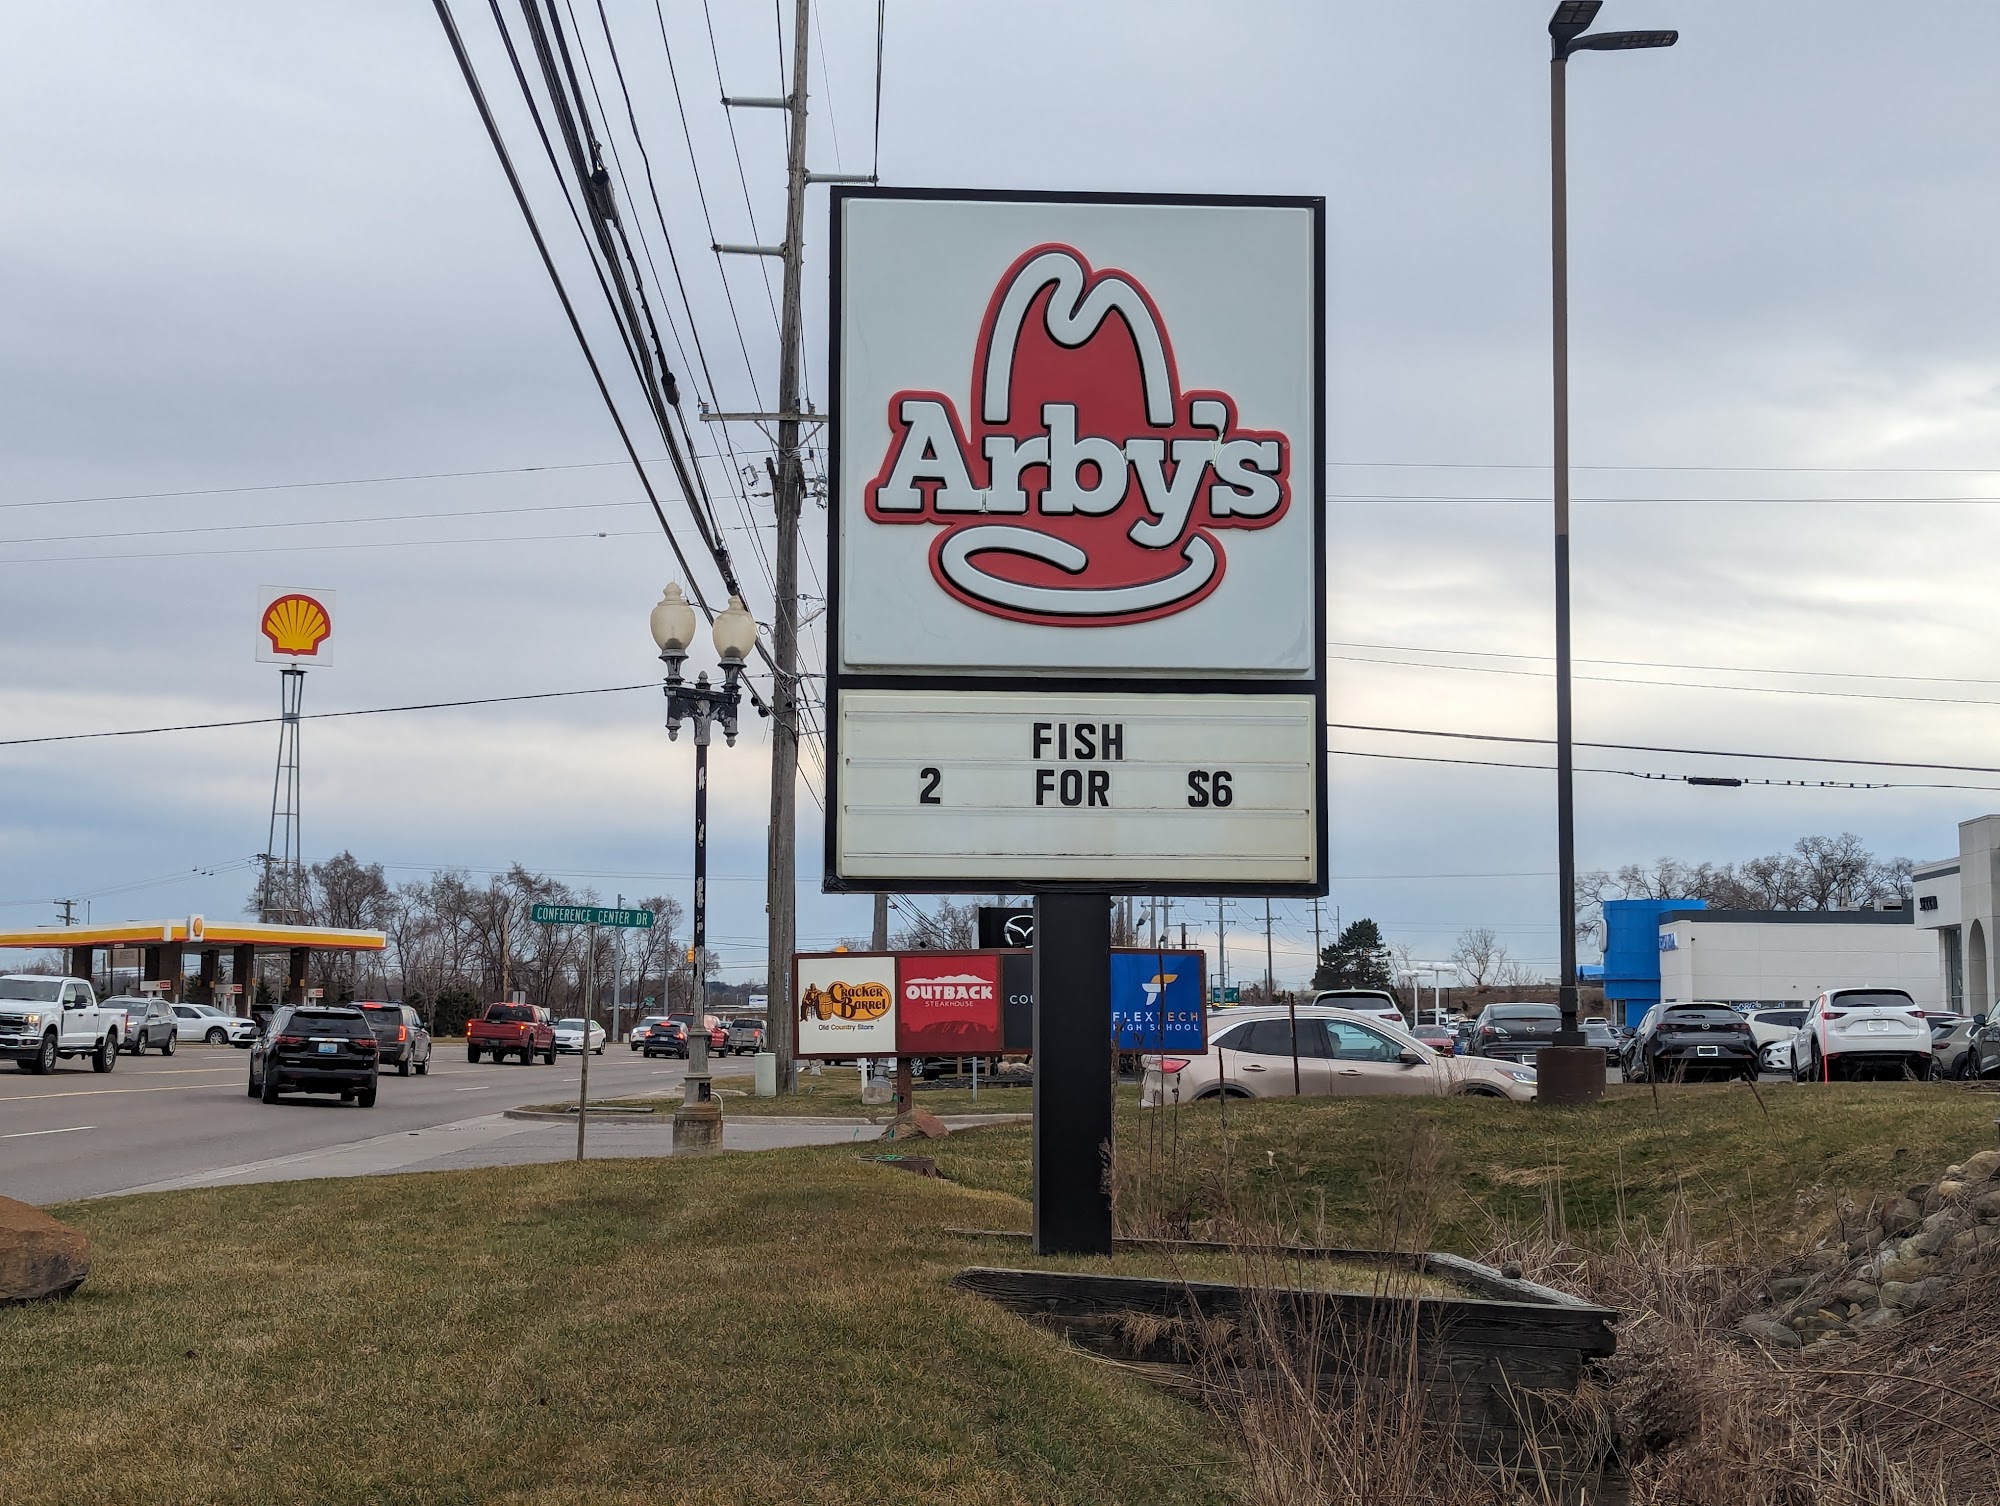 Arby's
FISH
2 FOR $6
CONFERENCE CENTER DR
Cracker
Barrel
Old Country Store
OUTBACK
STEAKHOUSE
FLEXTECH
HIGH SCHOOL